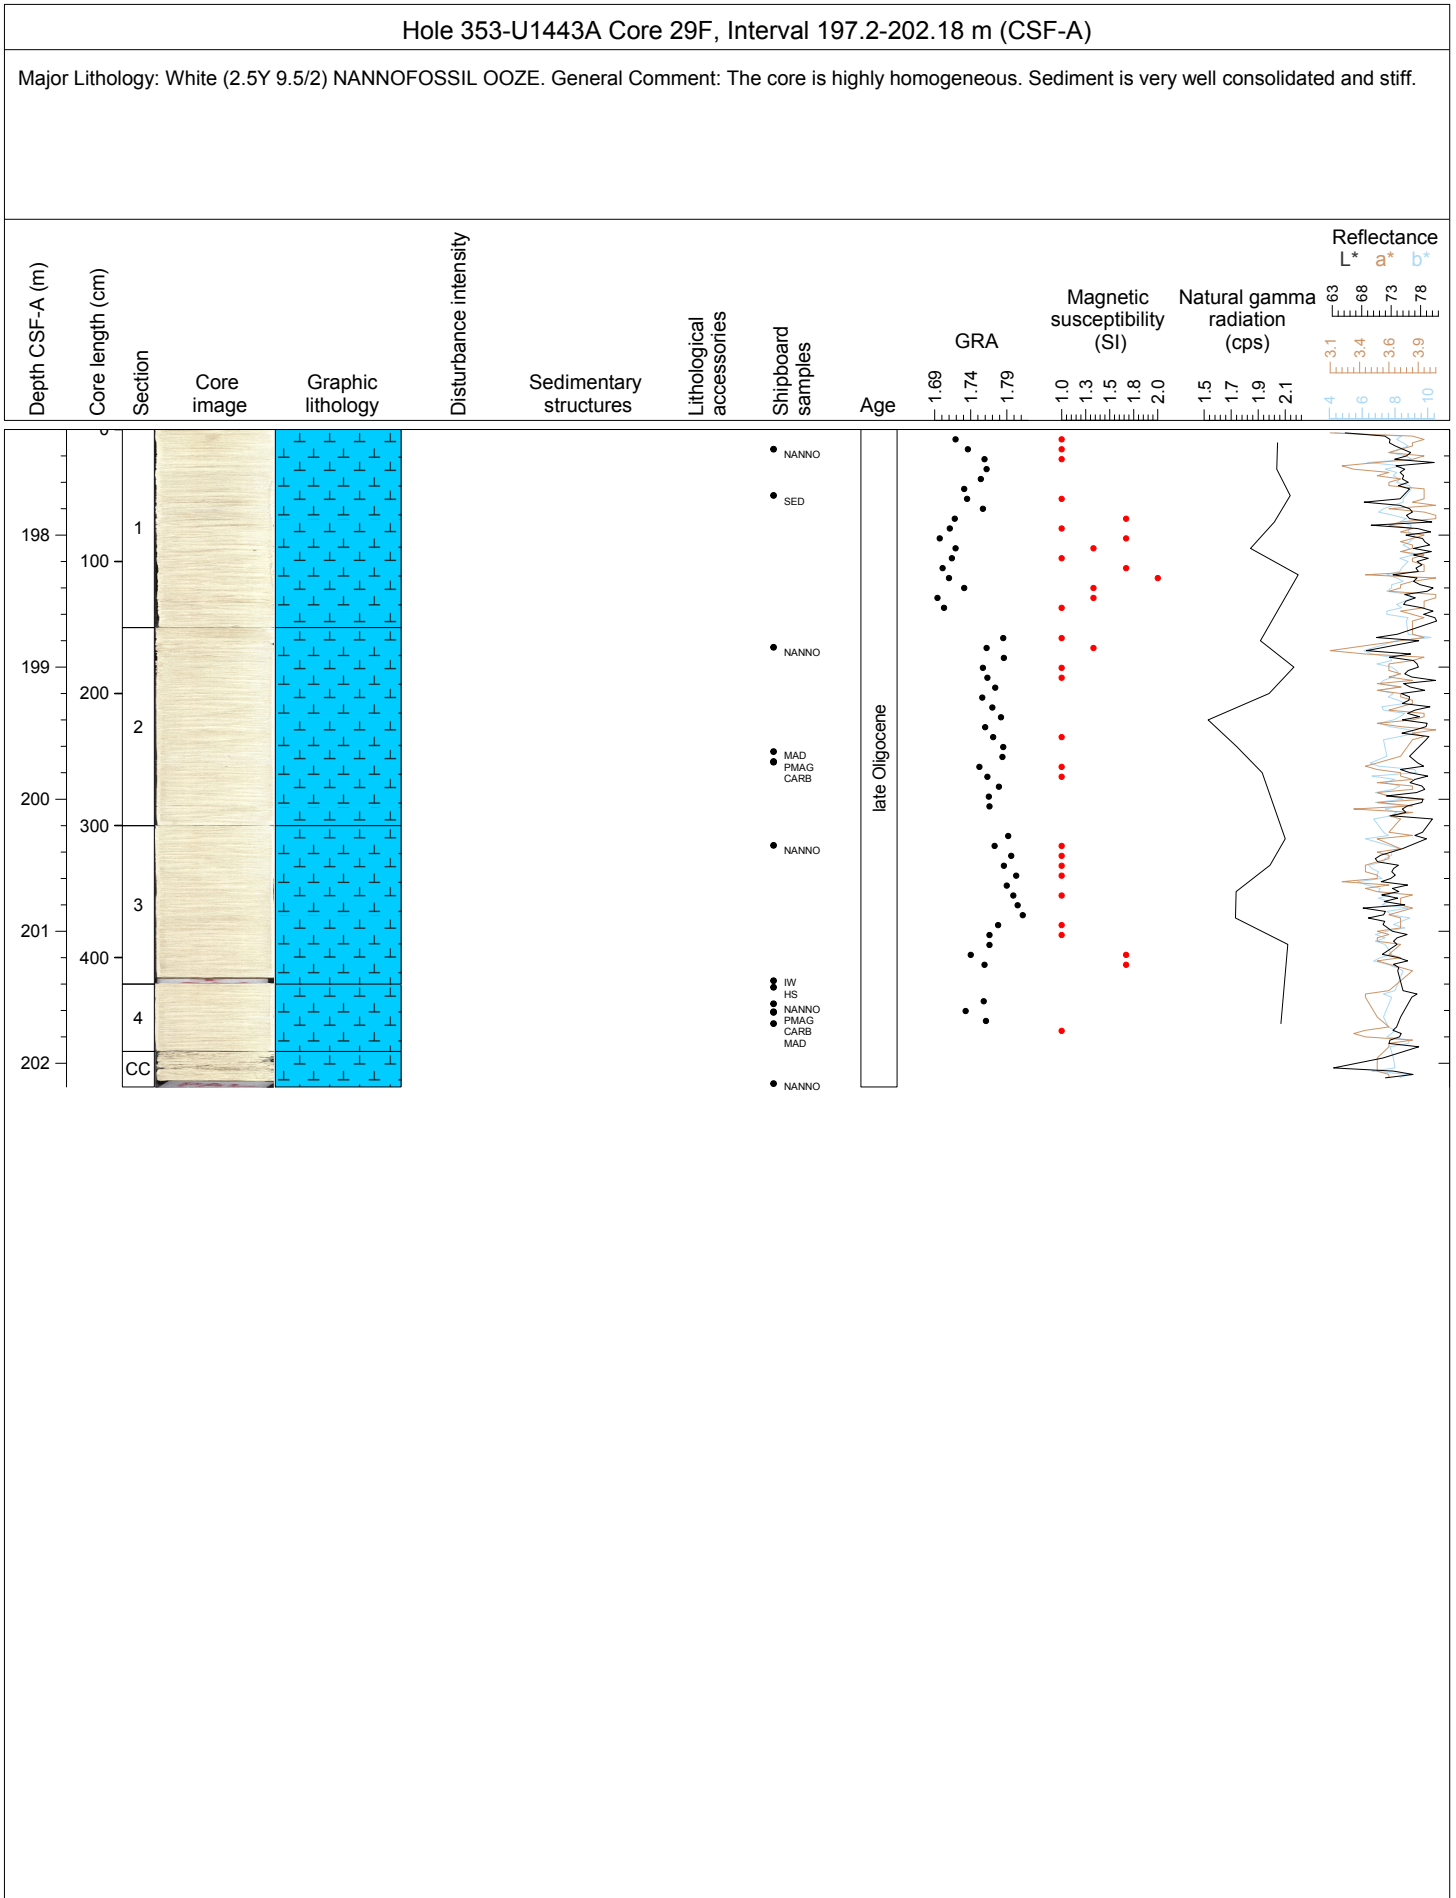 Hole 353-U1443A Core 29F, Interval 197.2-202.18 m (CSF-A)
Major Lithology: White (2.5Y 9.5/2) NANNOFOSSIL OOZE. General Comment: The core is highly homogeneous. Sediment is very well consolidated and stiff.
Depth CSF-A (m)
Core length (cm)
Section
Core
image
Graphic
lithology
Disturbance intensity
Sedimentary
structures
Lithological
accessories
Shipboard
samples
Age
GRA
1.69 1.74 1.79
Magnetic
susceptibility
(SI)
1.0 1.3 1.5 1.8 2.0
Natural gamma
radiation
(cps)
1.5 1.7 1.9 2.1
Reflectance
L* a* b*
63 68 73 78
3.1 3.4 3.6 3.9
4 6 8 10
198
199
200
201
202
0
100
200
300
400
1
2
3
4
CC
NANNO
SED
NANNO
MAD
PMAG
CARB
NANNO
IW
HS
NANNO
PMAG
CARB
MAD
NANNO
late Oligocene